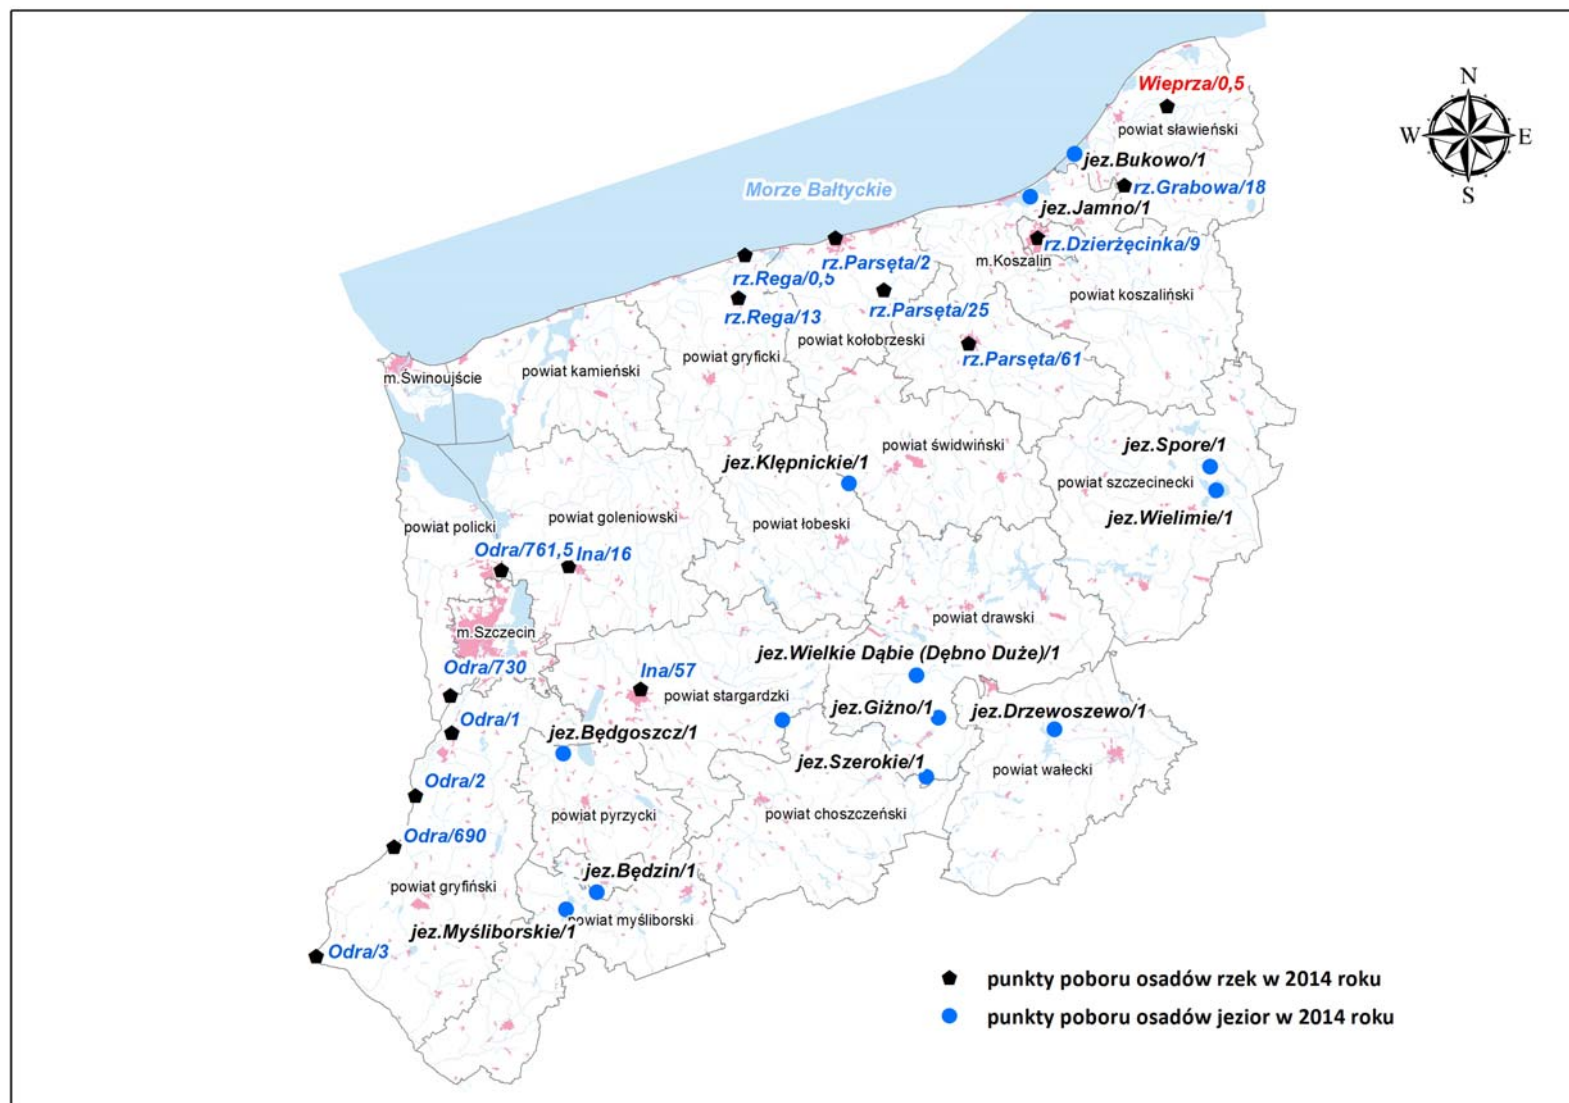 N
W E
S
Wieprza/0,5
powiat sławieński
jez.Bukowo/1
rz.Grabowa/18
Morze Bałtyckie
jez.Jamno/1
rz.Dzierżęcinka/9
m.Koszalin
rz.Parsęta/2
rz.Rega/0,5
powiat koszaliński
rz.Parsęta/25
rz.Rega/13
powiat kołobrzeski
powiat gryficki
rz.Parsęta/61
powiat kamieński
m.Świnoujście
powiat świdwiński
jez.Spore/1
jez.Klępnickie/1
powiat szczecinecki
jez.Wielimie/1
powiat goleniowski
powiat policki
powiat łobeski
Odra/761,5
Ina/16
powiat drawski
m.Szczecin
jez.Wielkie Dąbie (Dębno Duże)/1
Odra/730
Ina/57
powiat stargardzki
jez.Giżno/1
jez.Drzewoszewo/1
Odra/1
jez.Będgoszcz/1
jez.Szerokie/1
powiat wałecki
Odra/2
powiat pyrzycki
powiat choszczeński
Odra/690
jez.Będzin/1
powiat gryfiński
powiat myśliborski
jez.Myśliborskie/1
Odra/3
punkty poboru osadów rzek w 2014 roku
punkty poboru osadów jezior w 2014 roku